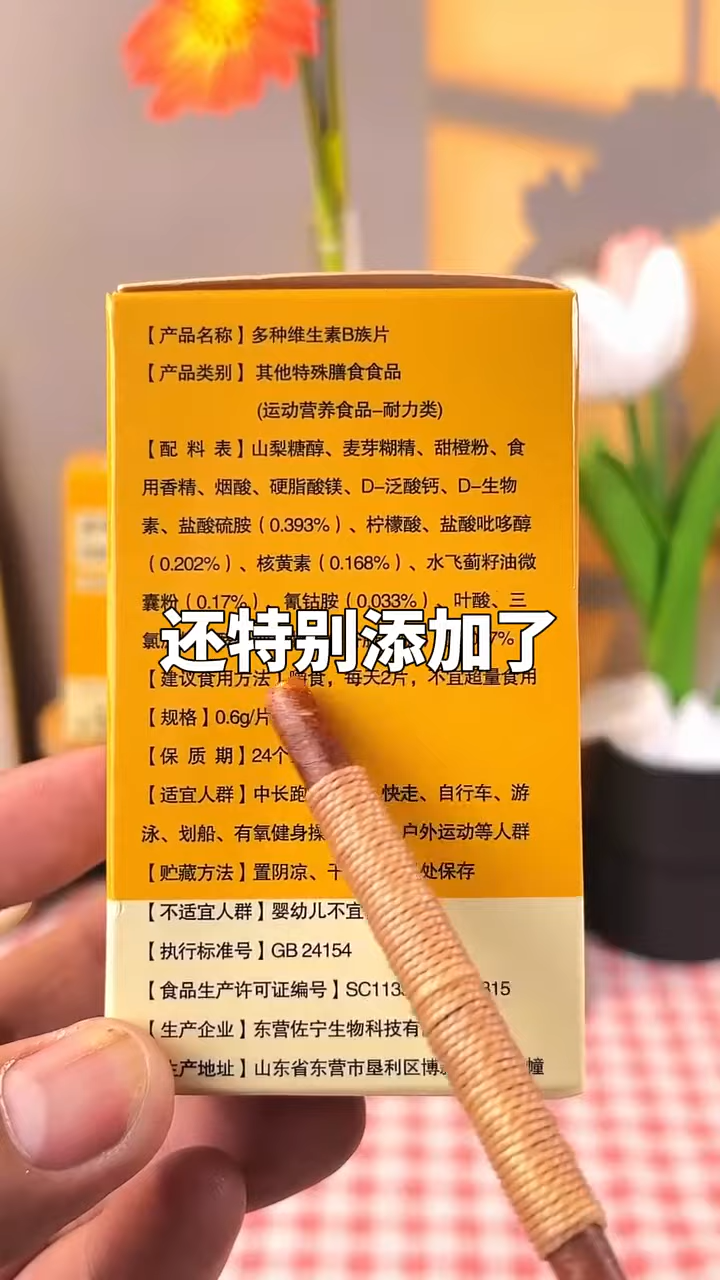 【产品名称】多种维生素B族片
【产品类别】其他特殊膳食食品
(运动营养食品–耐力类)
【配 料 表】山梨糖醇、麦芽糊精、甜橙粉、食
用香精、烟酸、硬脂酸镁、D–泛酸钙、D–生物
素、盐酸硫胺（0.393%）、柠檬酸、盐酸吡哆醇
（0.202%）、核黄素（0.168%）、水飞蓟籽油微
囊粉（0.17%）、氰钴胺（0.033%）、叶酸、三
氯 7%
还特别添加了
【建议食用方法】嚼食，每天2片，不宜超量食用
【规格】0.6g/片
【保 质 期】24个
【适宜人群】中长跑 快走、自行车、游
泳、划船、有氧健身操 户外运动等人群
【贮藏方法】置阴凉、干 处保存
【不适宜人群】婴幼儿不宜
【执行标准号】GB 24154
【食品生产许可证编号】SC113 315
【生产企业】东营佐宁生物科技有
生产地址】山东省东营市垦利区博 幢